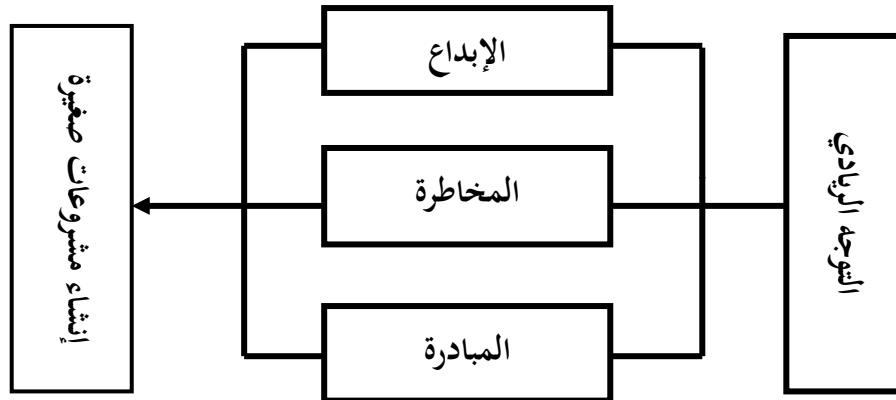 التوجه الريادي
الإبداع
المخاطرة
المبادرة
إنشاء مشروعات صغيرة